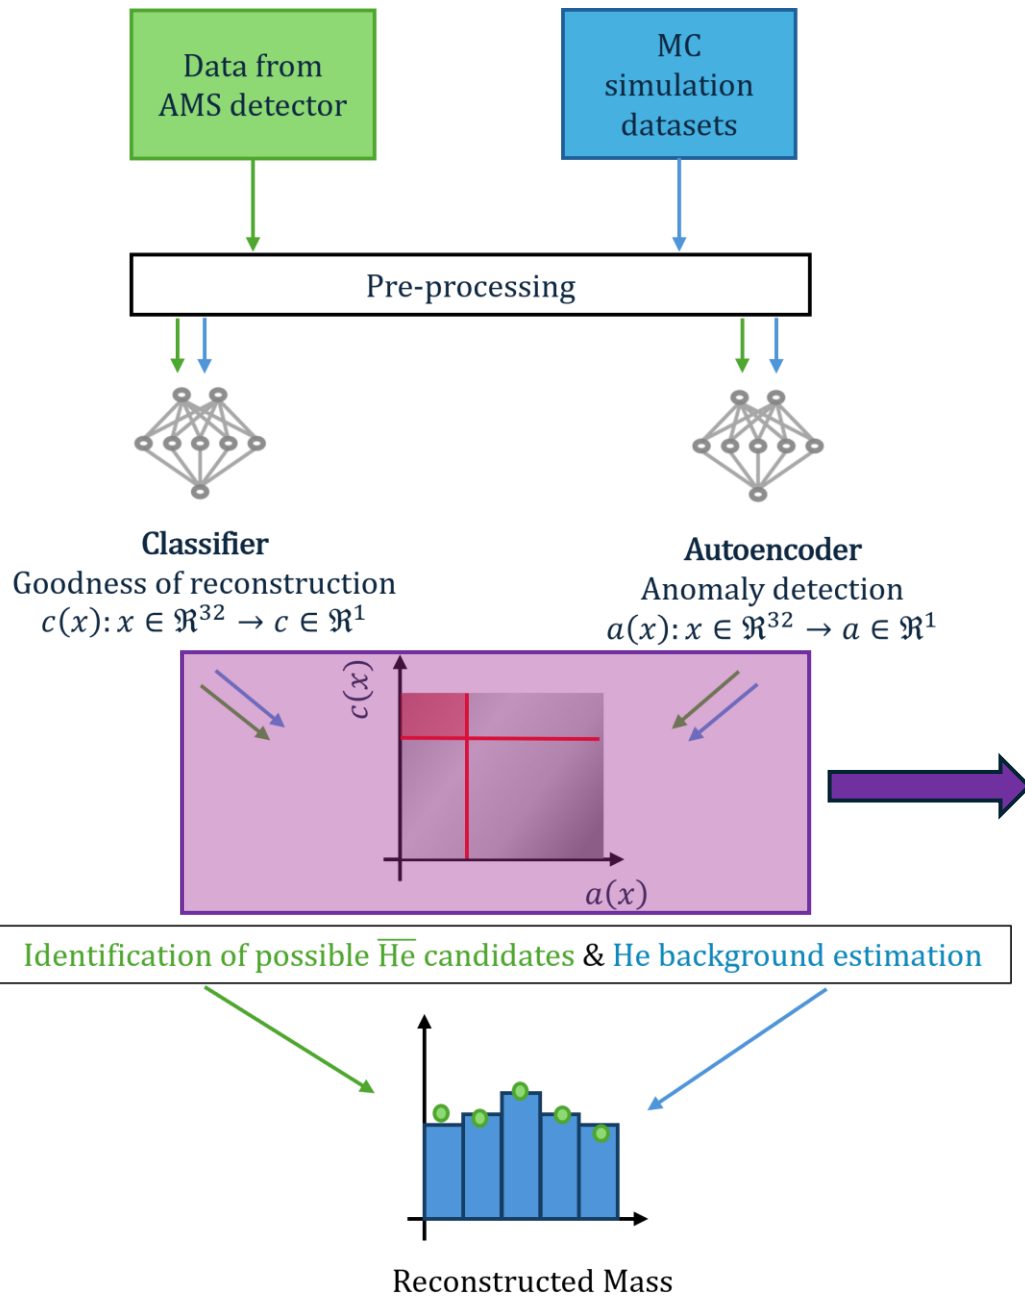 Data from
AMS detector
MC
simulation
datasets
Pre-processing
Classifier
Goodness of reconstruction
c(x): x ∈ ℜ³² → c ∈ ℜ¹
Autoencoder
Anomaly detection
a(x): x ∈ ℜ³² → a ∈ ℜ¹
c(x)
a(x)
Identification of possible H̅e̅ candidates & He background estimation
Reconstructed Mass